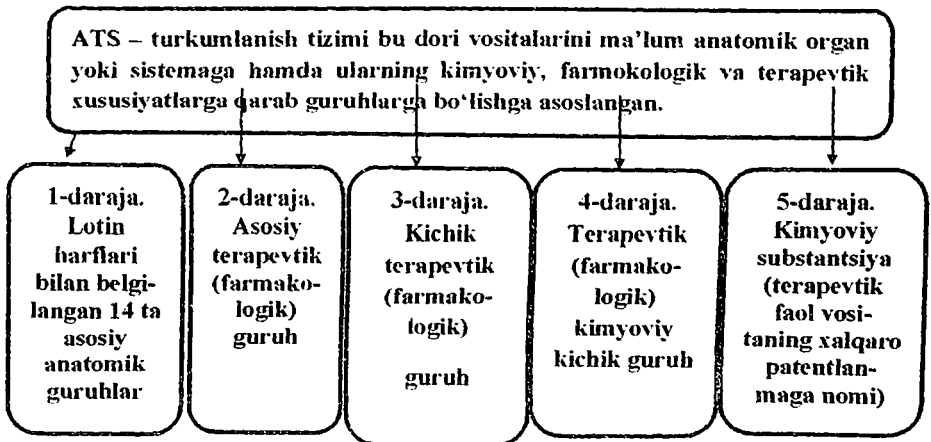 ATS – turkumlanish tizimi bu dori vositalarini ma'lum anatomik organ
yoki sistemaga hamda ularning kimyoviy, farmokologik va terapevtik
xususiyatlarga qarab guruhlarga bo'lishga asoslangan.
1-daraja.
Lotin
harflari
bilan belgi-
langan 14 ta
asosiy
anatomik
guruhlar
2-daraja.
Asosiy
terapevtik
(farmako-
logik)
guruh
3-daraja.
Kichik
terapevtik
(farmako-
logik)
guruh
4-daraja.
Terapevtik
(farmako-
logik)
kimyoviy
kichik guruh
5-daraja.
Kimyoviy
substantsiya
(terapevtik
faol vosi-
taning xalqaro
patentlan-
maga nomi)